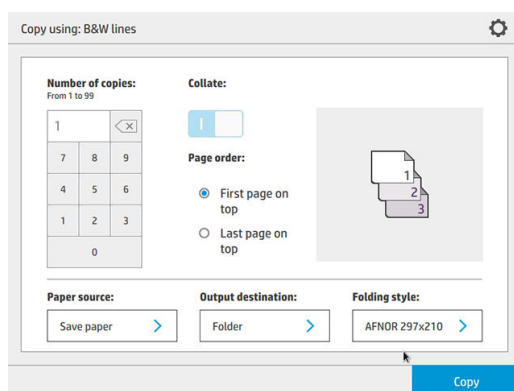 Copy using: B&W lines
Number of copies:
From 1 to 99
1
7 8 9
4 5 6
1 2 3
0
Collate:
Page order:
First page on
top
Last page on
top
1
2
3
Paper source:
Save paper
Output destination:
Folder
Folding style:
AFNOR 297x210
Copy